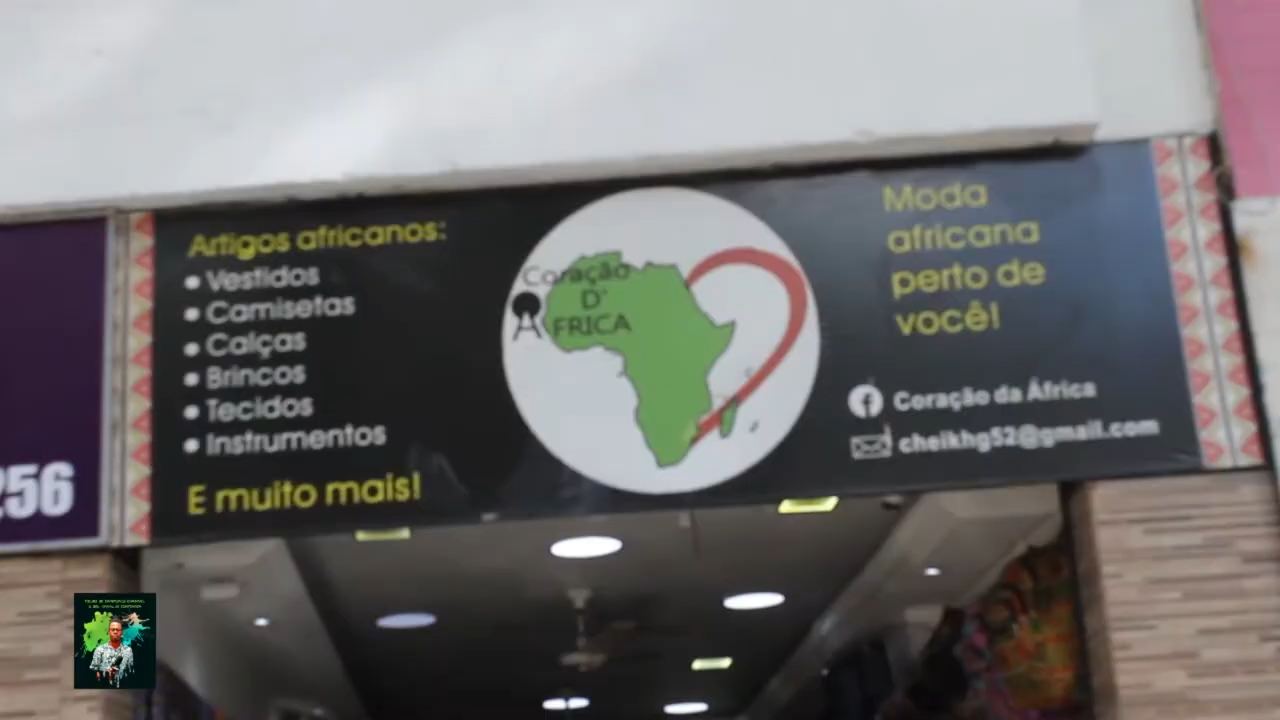 Artigos africanos:
• Vestidos
• Camisetas
• Calças
• Brincos
• Tecidos
• Instrumentos
E muito mais!
Coração
D'
AFRICA
Moda
africana
perto de
você!
Coração da África
cheikhg52@gmail.com
256